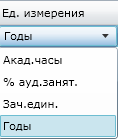 Ед. измерения
Годы
Акад.часы
% ауд.занят.
Зач.един.
Годы